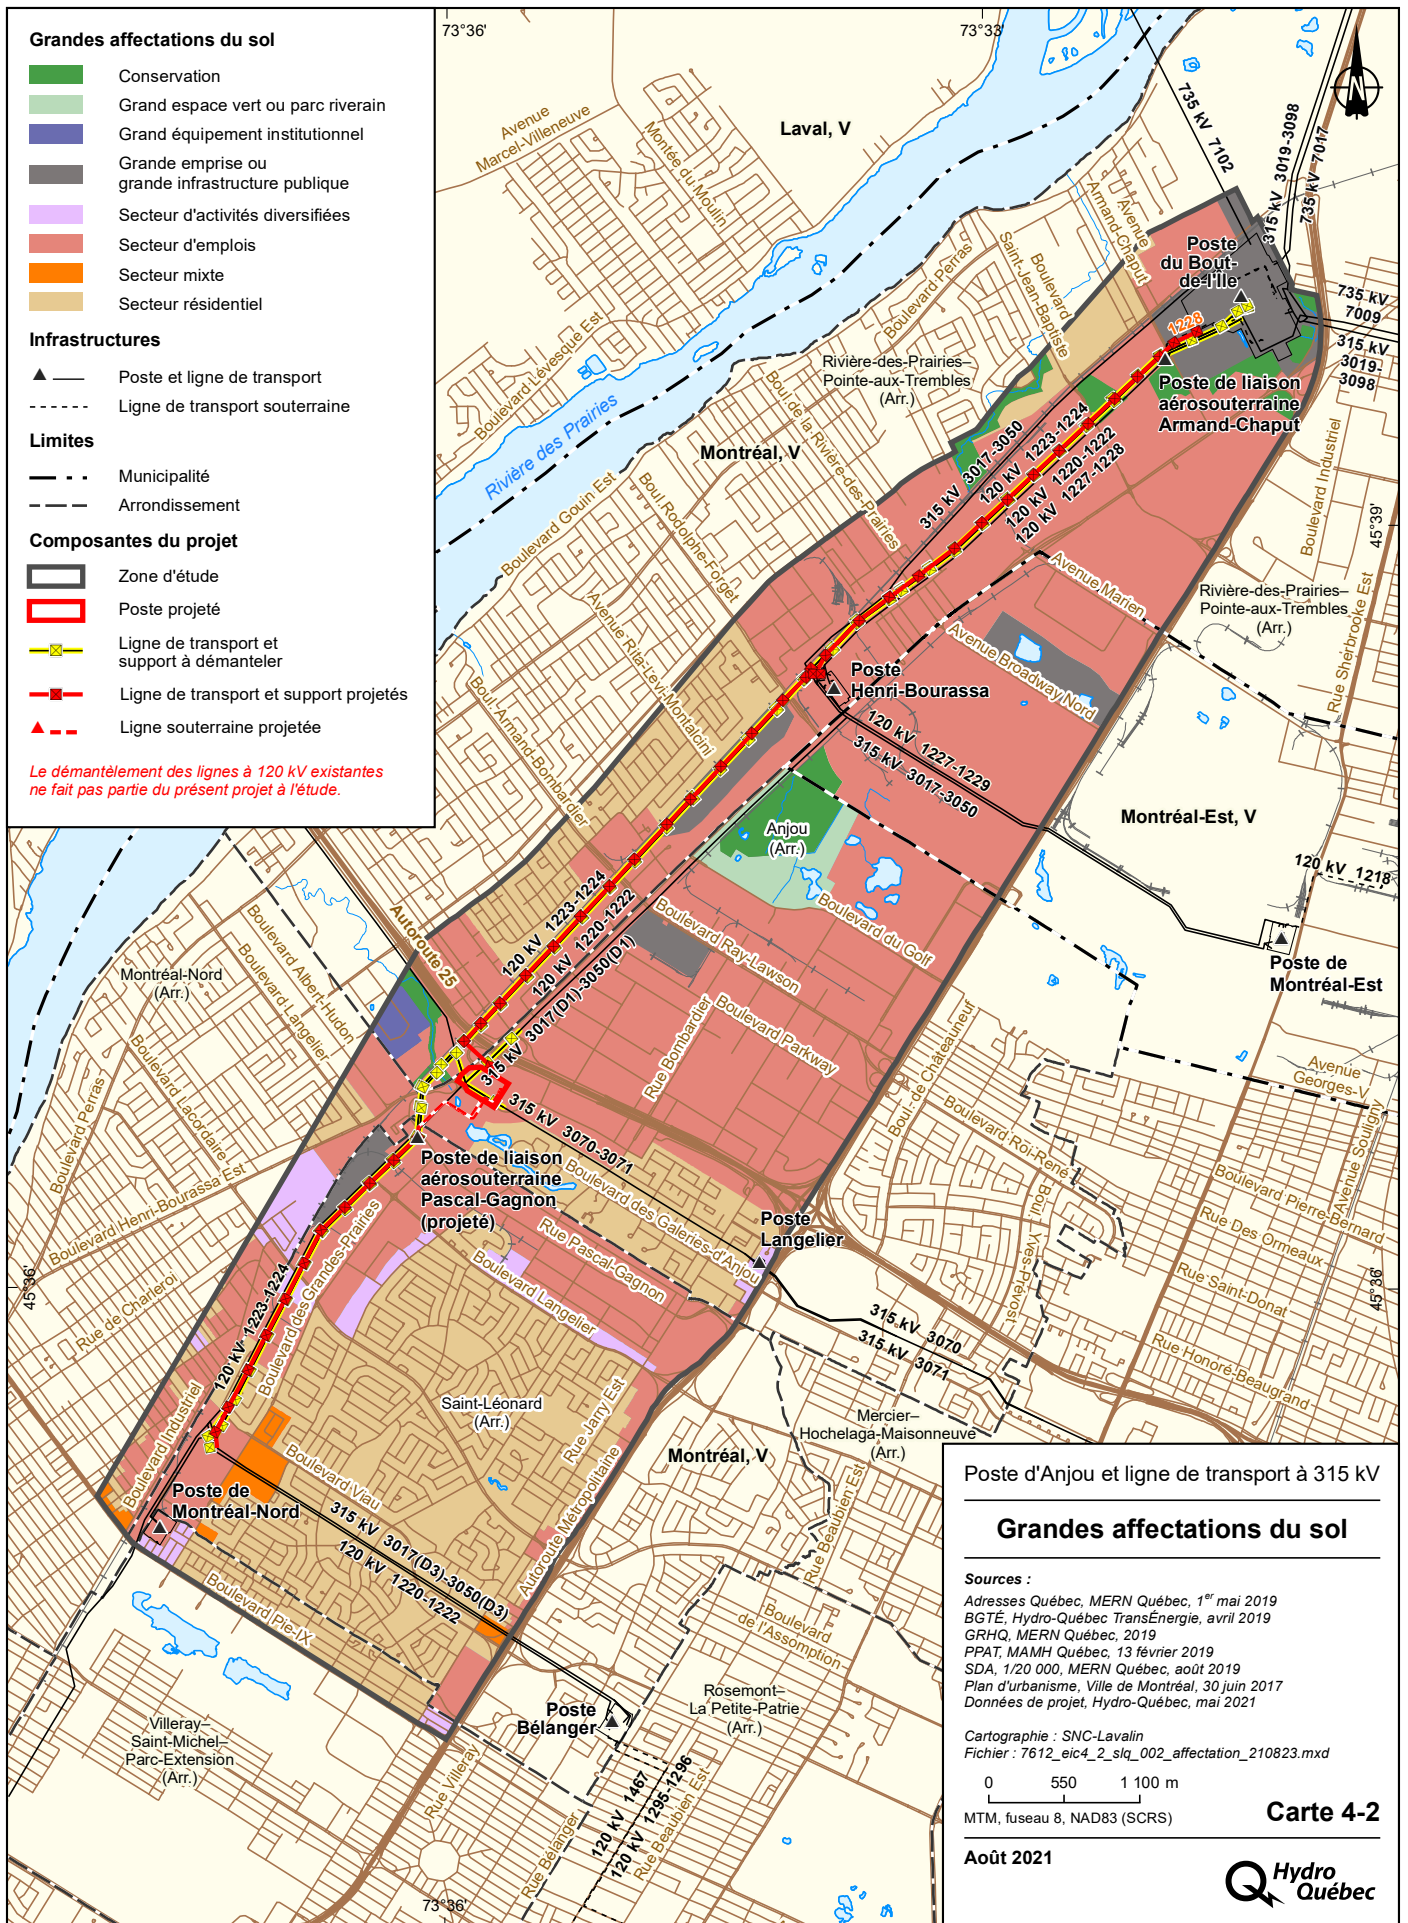 Grandes affectations du sol
Conservation
Grand espace vert ou parc riverain
Grand équipement institutionnel
Grande emprise ou
grande infrastructure publique
Secteur d'activités diversifiées
Secteur d'emplois
Secteur mixte
Secteur résidentiel
Infrastructures
Poste et ligne de transport
Ligne de transport souterraine
Limites
Municipalité
Arrondissement
Composantes du projet
Zone d'étude
Poste projeté
Ligne de transport et
support à démanteler
Ligne de transport et support projetés
Ligne souterraine projetée
Le démantèlement des lignes à 120 kV existantes
ne fait pas partie du présent projet à l'étude.
73°36'
73°33'
N
Avenue
Marcel-Villeneuve
Montée du Moulin
Laval, V
735 kV 7102
315 kV 3019-3098
735 kV 7017
Avenue
Armand-Chaput
Boulevard
Saint-Jean-Baptiste
Boulevard Perras
Poste
du Bout-
de-l'Île
1228
735 kV
7009
315 kV
3019-
3098
Boulevard Lévesque Est
Rivière des Prairies
Rivière-des-Prairies–
Pointe-aux-Trembles
(Arr.)
Poste de liaison
aérosouterraine
Armand-Chaput
Boul. de la Rivière-des-Prairies
Montréal, V
315 kV 3017-3050
120 kV 1223-1224
120 kV 1220-1222
120 kV 1227-1228
Boulevard Industriel
45°39'
Boulevard Gouin Est
Boul. Rodolphe-Forget
Avenue Marien
Rivière-des-Prairies–
Pointe-aux-Trembles
(Arr.)
Rue Sherbrooke Est
Avenue Rita-Levi-Montalcini
Avenue Broadway Nord
Poste
Henri-Bourassa
120 kV 1227-1229
315 kV 3017-3050
Boul. Armand-Bombardier
Anjou
(Arr.)
Montréal-Est, V
120 kV 1218
Poste de
Montréal-Est
Boulevard du Golf
Boulevard Ray-Lawson
120 kV 1223-1224
120 kV 1220-1222
315 kV 3017(D1)-3050(D1)
Autoroute 25
Boulevard Albert-Hudon
Boulevard Langelier
Montréal-Nord
(Arr.)
Boulevard Lacordaire
Boulevard Perras
Boulevard Henri-Bourassa Est
Rue Bombardier
Boulevard Parkway
Boul. de Châteauneuf
Avenue
Georges-V
Avenue Souligny
Boulevard Roi-René
Boul. Yves-Prévost
Boulevard Pierre-Bernard
Rue Des Ormeaux
Rue Saint-Donat
Rue Honoré-Beaugrand
315 kV 3070-3071
Boulevard des Galeries-d'Anjou
Poste de liaison
aérosouterraine
Pascal-Gagnon
(projeté)
Poste
Langelier
Rue Pascal-Gagnon
Boulevard Langelier
45°36'
45°36'
Rue de Charleroi
120 kV 1223-1224
Boulevard des Grandes-Prairies
Boulevard Industriel
315 kV 3070
315 kV 3071
Saint-Léonard
(Arr.)
Rue Jarry Est
Autoroute Métropolitaine
Montréal, V
Mercier–
Hochelaga-Maisonneuve
(Arr.)
Rue Beaubien Est
Boulevard Viau
Poste de
Montréal-Nord
315 kV 3017(D3)-3050(D3)
120 kV 1220-1222
Boulevard Pie-IX
Boulevard
de l'Assomption
Villeray–
Saint-Michel–
Parc-Extension
(Arr.)
Poste
Bélanger
Rosemont–
La Petite-Patrie
(Arr.)
Rue Villeray
Rue Bélanger
120 kV 1467
120 kV 1295-1296
Rue Beaubien Est
73°36'
Poste d'Anjou et ligne de transport à 315 kV
Grandes affectations du sol
Sources :
Adresses Québec, MERN Québec, 1er mai 2019
BGTÉ, Hydro-Québec TransÉnergie, avril 2019
GRHQ, MERN Québec, 2019
PPAT, MAMH Québec, 13 février 2019
SDA, 1/20 000, MERN Québec, août 2019
Plan d'urbanisme, Ville de Montréal, 30 juin 2017
Données de projet, Hydro-Québec, mai 2021
Cartographie : SNC-Lavalin
Fichier : 7612_eic4_2_slq_002_affectation_210823.mxd
0 550 1 100 m
MTM, fuseau 8, NAD83 (SCRS)
Carte 4-2
Août 2021
Hydro
Québec